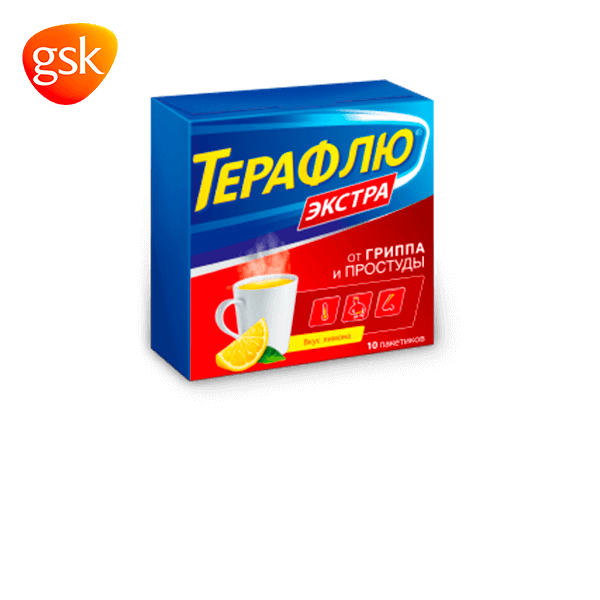 gsk
ТЕРАФЛЮ
ЭКСТРА
от ГРИППА
и ПРОСТУДЫ
Вкус лимона
10 пакетиков